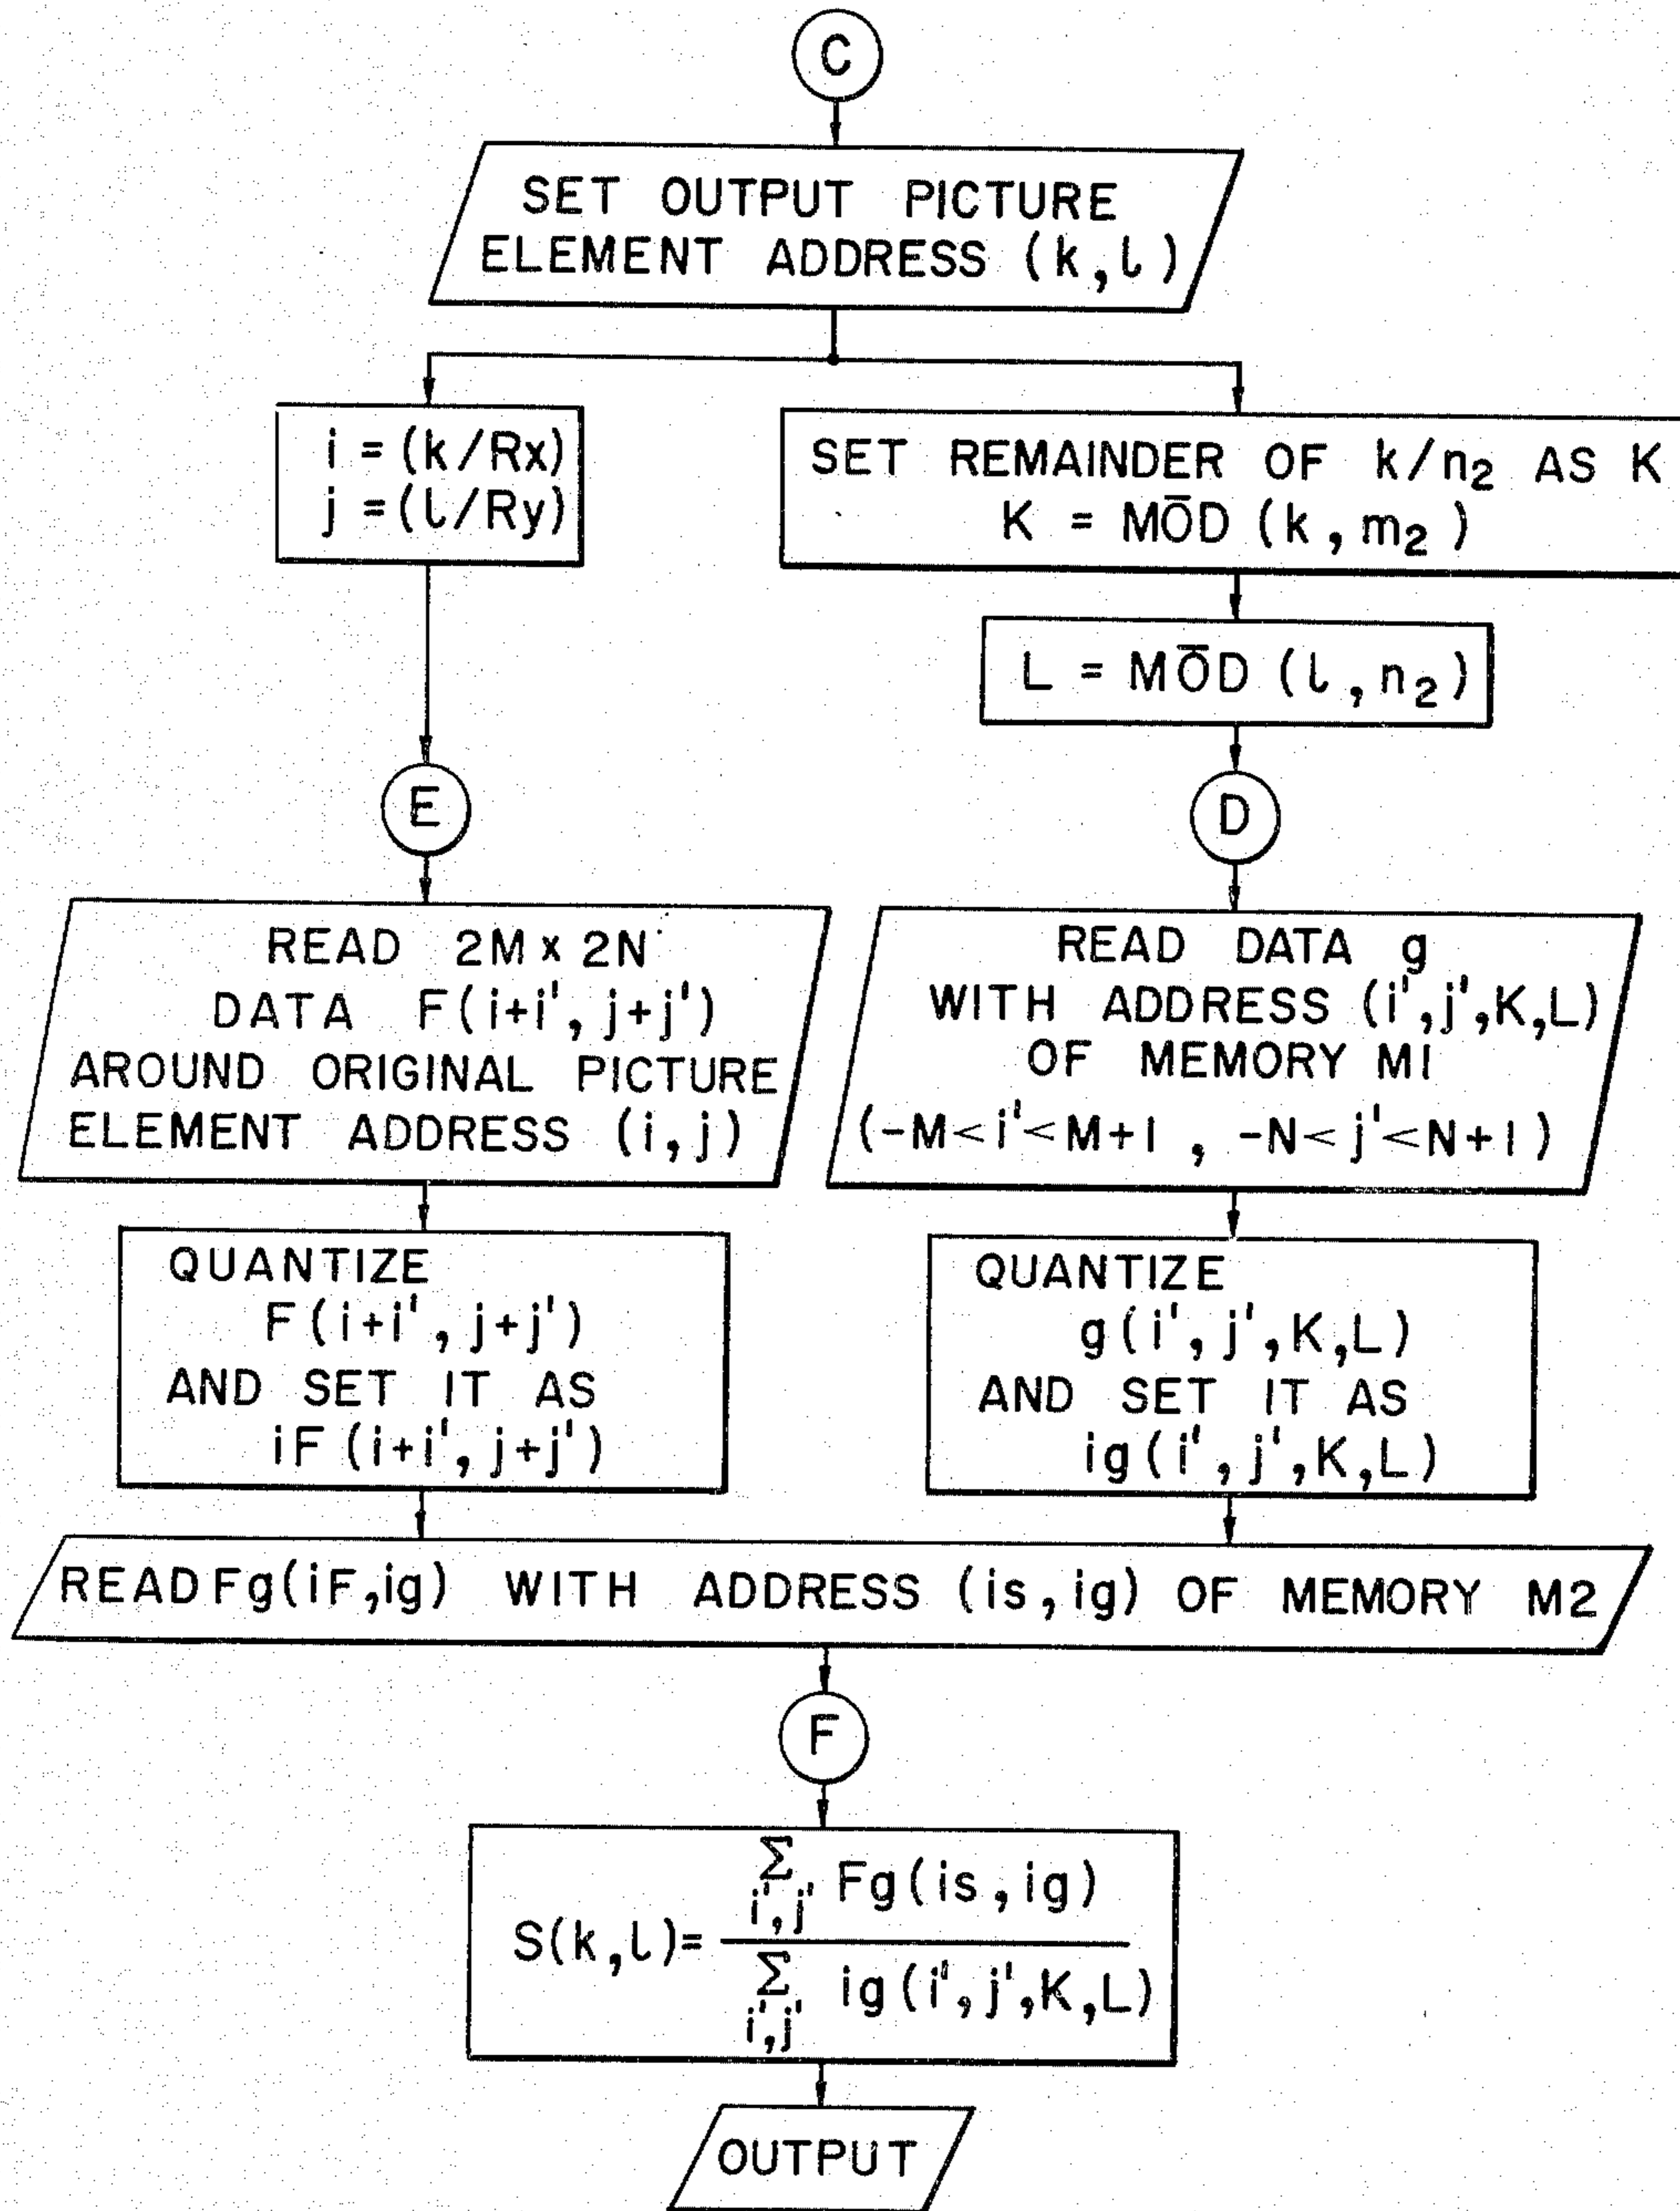 C
SET OUTPUT PICTURE
ELEMENT ADDRESS (k,l)
i = (k/Rx)
j = (l/Ry)
SET REMAINDER OF k/n₂ AS K
K = MŌD (k, m₂)
L = MŌD (l, n₂)
E
D
READ 2M x 2N
DATA F(i+i', j+j')
AROUND ORIGINAL PICTURE
ELEMENT ADDRESS (i,j)
READ DATA g
WITH ADDRESS (i',j',K,L)
OF MEMORY M1
(-M<i'<M+1, -N<j'<N+1)
QUANTIZE
F(i+i', j+j')
AND SET IT AS
iF(i+i', j+j')
QUANTIZE
g(i', j',K,L)
AND SET IT AS
ig(i', j',K,L)
READ Fg(iF,ig) WITH ADDRESS (is,ig) OF MEMORY M2
F
Σ Fg(is,ig)
i',j'
S(k,l)=
Σ ig(i',j',K,L)
i',j'
OUTPUT